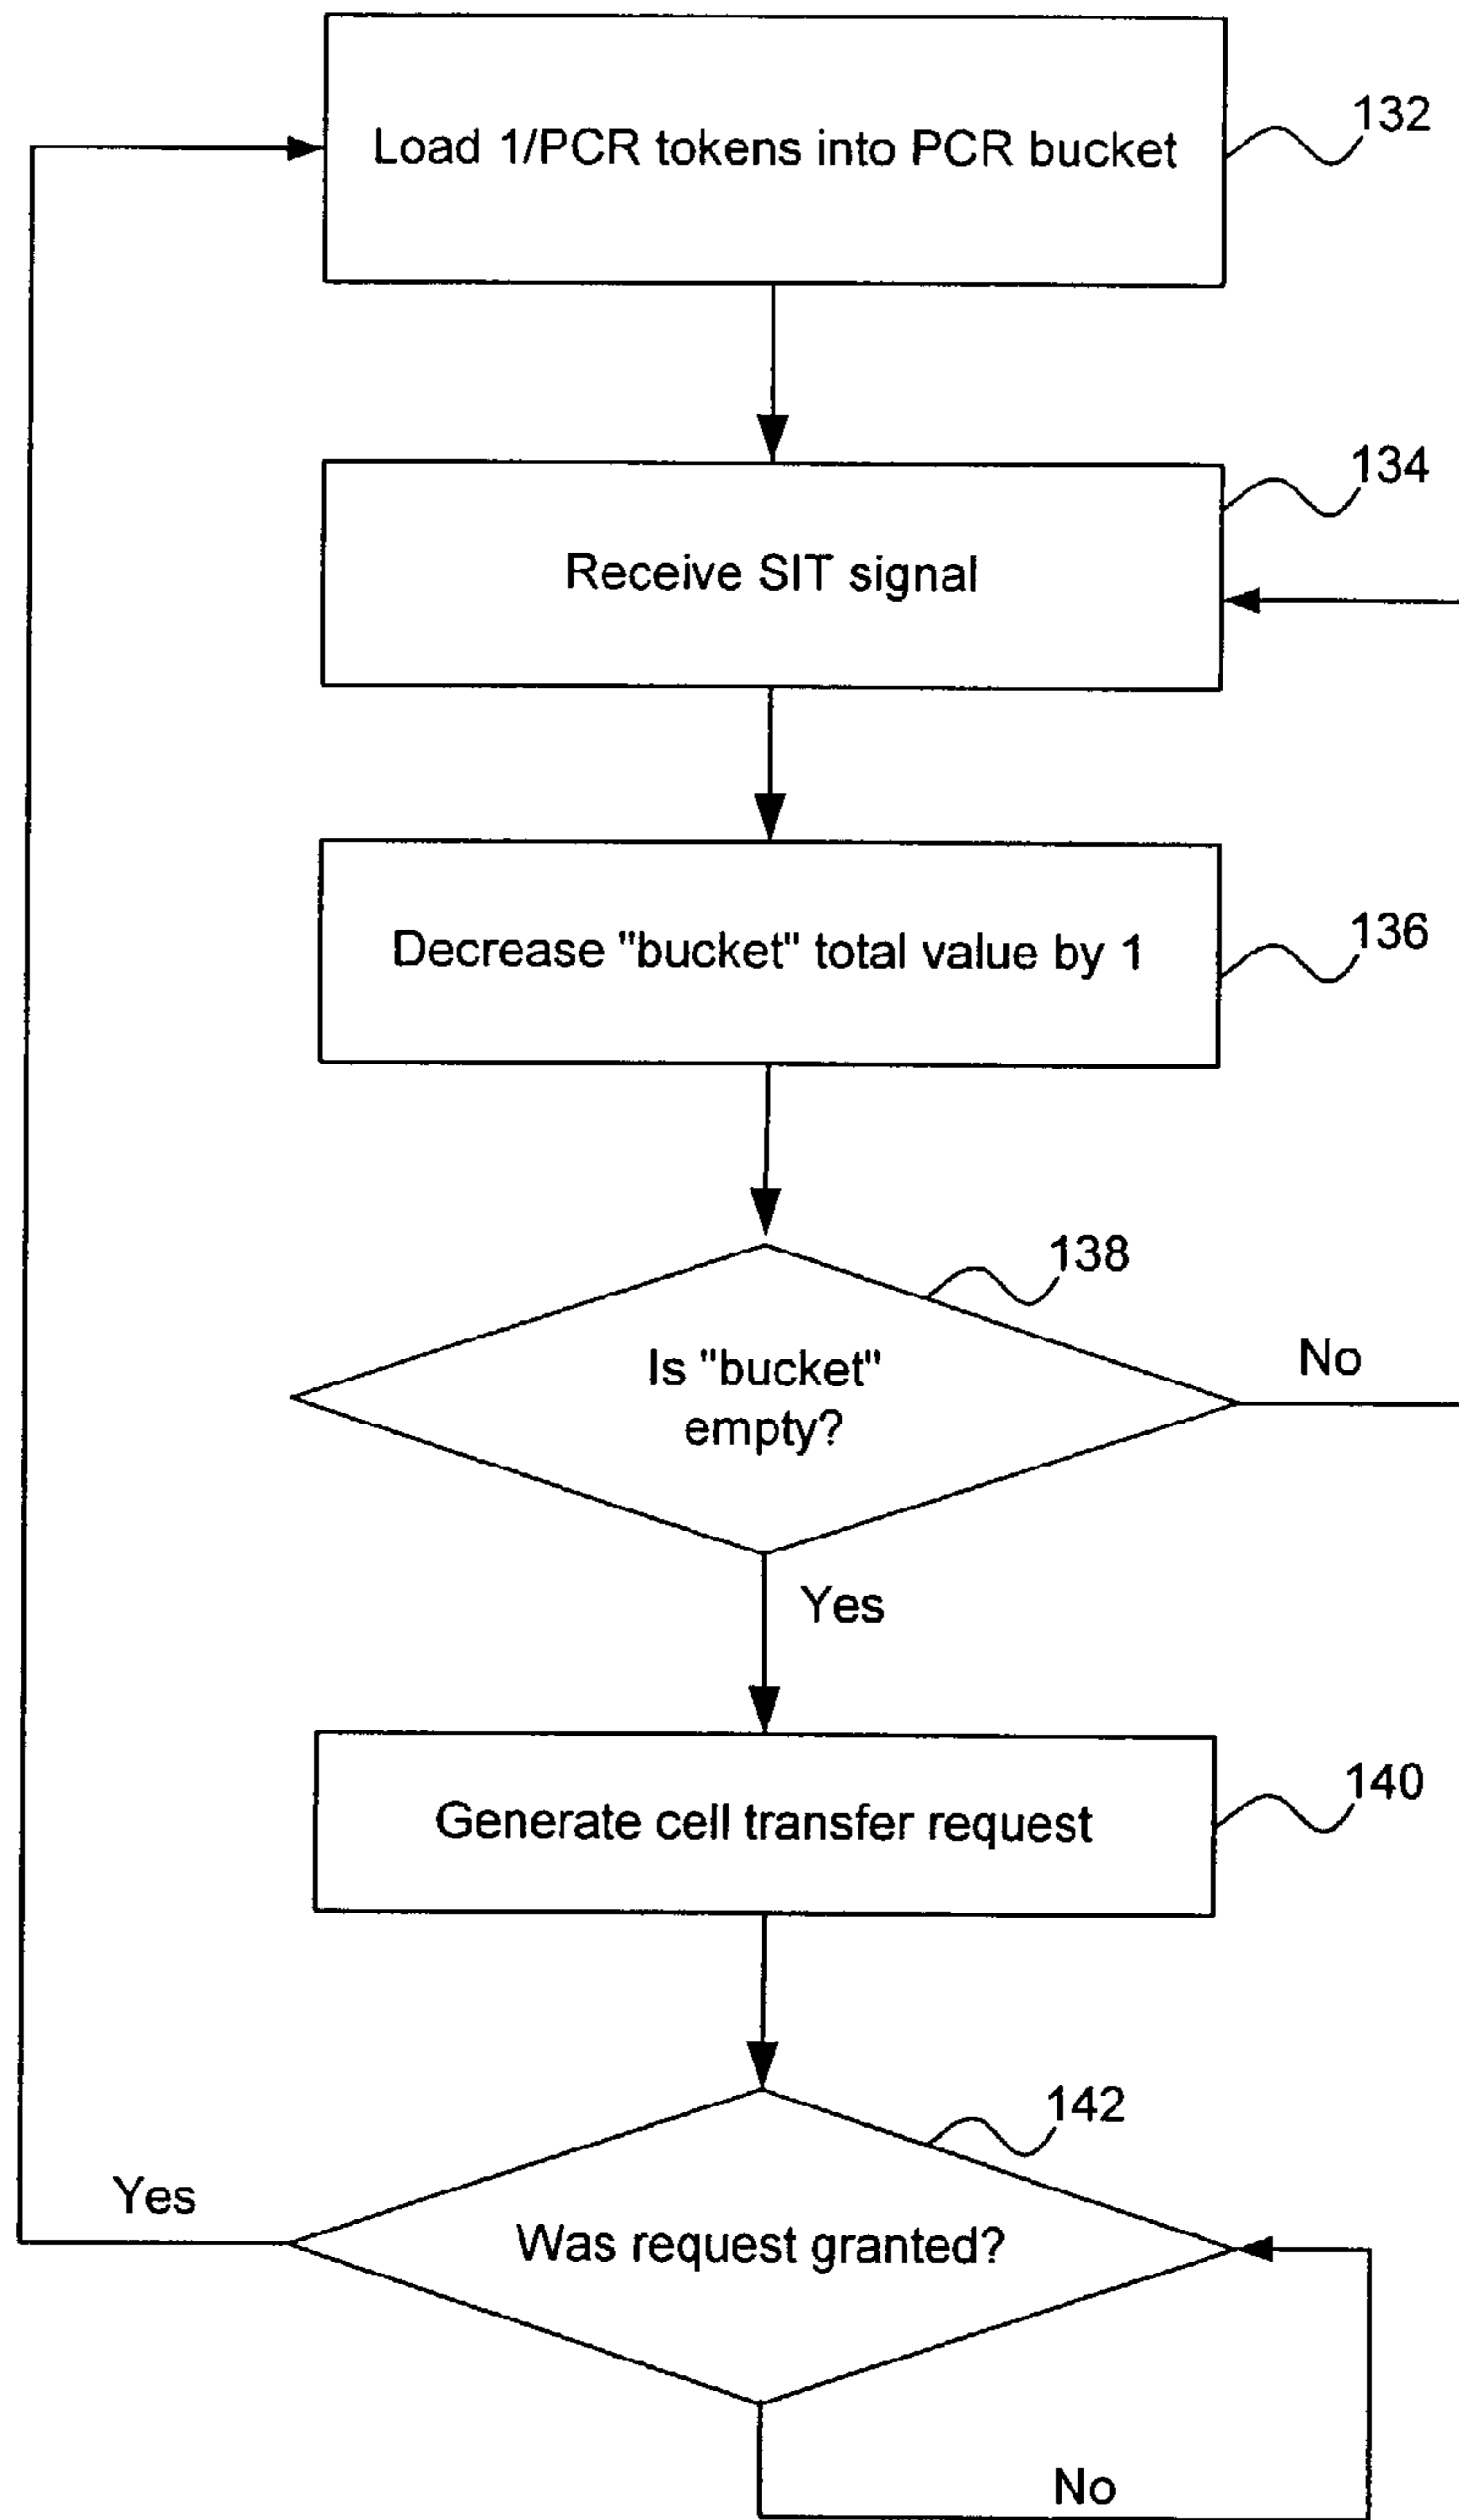 Load 1/PCR tokens into PCR bucket
132
Receive SIT signal
134
Decrease "bucket" total value by 1
136
138
Is "bucket"
empty?
No
Yes
Generate cell transfer request
140
142
Was request granted?
Yes
No